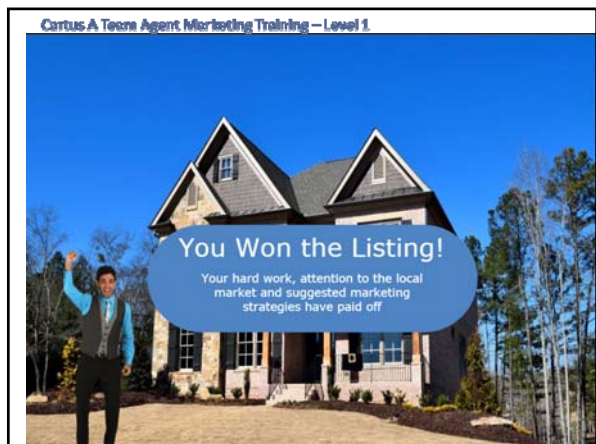 Cartus A Team Agent Marketing Training – Level 1
You Won the Listing!
Your hard work, attention to the local
market and suggested marketing
strategies have paid off